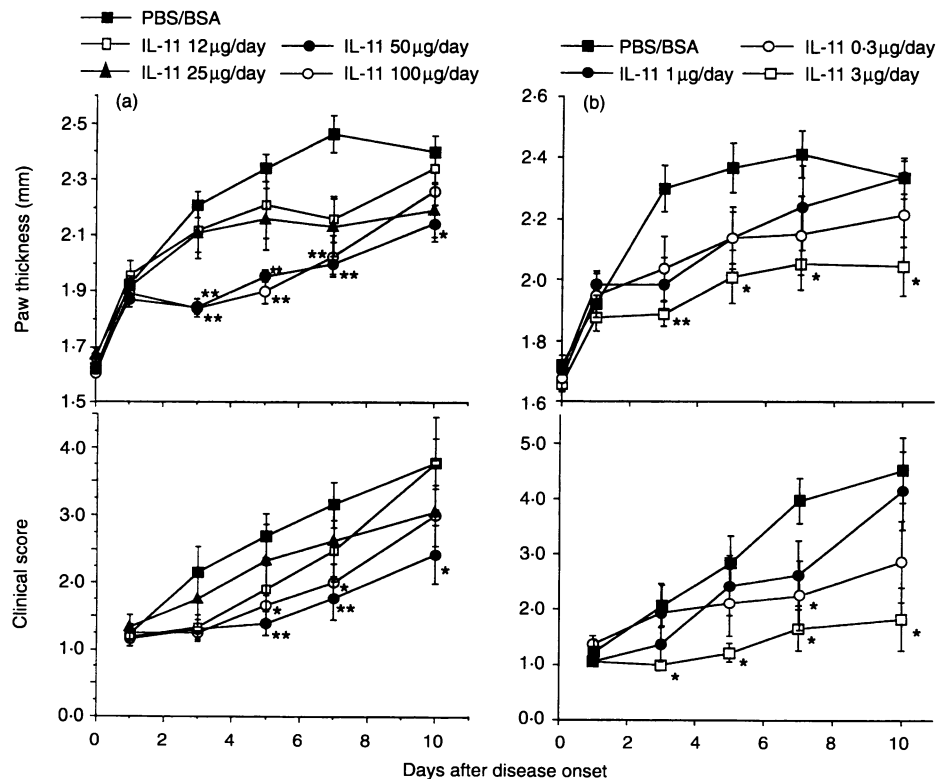 PBS/BSA
IL-11 12μg/day
IL-11 50μg/day
IL-11 25μg/day
IL-11 100μg/day
PBS/BSA
IL-11 0·3μg/day
IL-11 1μg/day
IL-11 3μg/day
(a)
2·5
2·3
2·1
1·9
1·7
1·5
Paw thickness (mm)
** ** ** ** ** ** *
(b)
2·4
2·2
2·0
1·8
1·6
** * * *
0 2 4 6 8 10
4·0
3·0
2·0
1·0
0·0
Clinical score
* ** * ** *
0 2 4 6 8 10
5·0
4·0
3·0
2·0
1·0
0·0
* * * * *
0 2 4 6 8 10
Days after disease onset